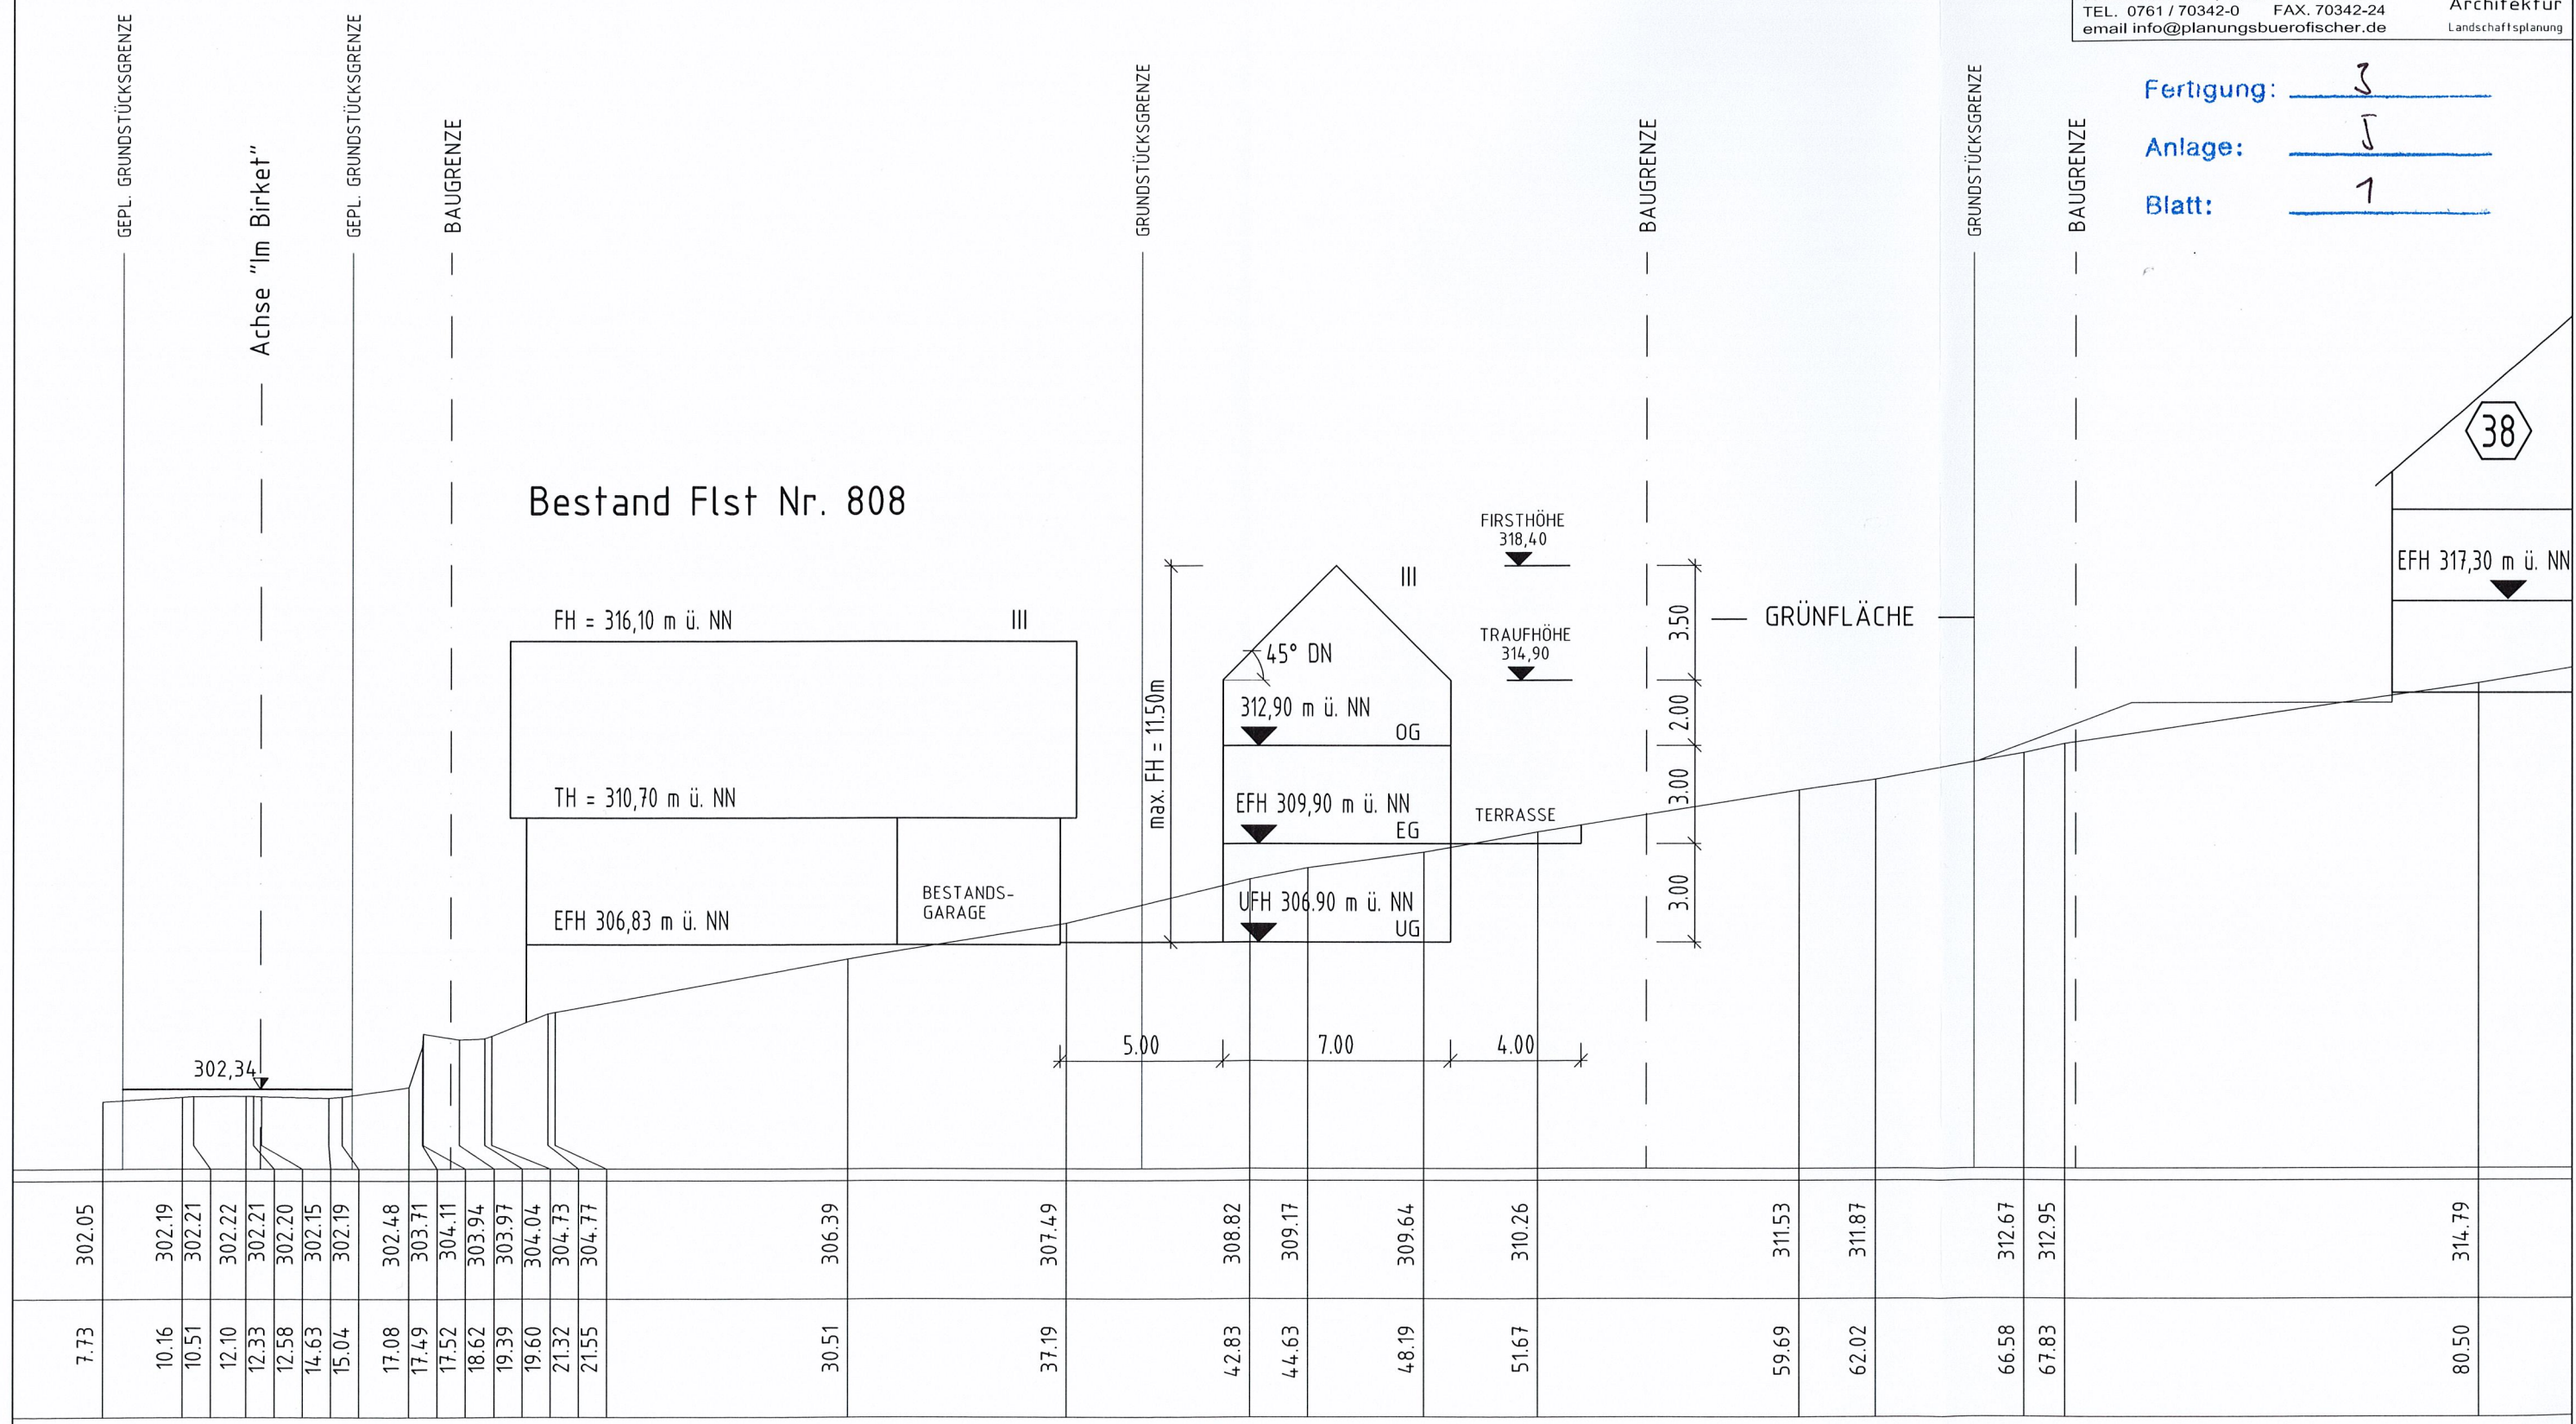 TEL. 0761 / 70342-0 FAX. 70342-24
email info@planungsbuerofischer.de
Architektur
Landschaftsplanung
Fertigung: 3
Anlage: I
Blatt: 1
GEPL. GRUNDSTÜCKSGRENZE
Achse "Im Birket"
GEPL. GRUNDSTÜCKSGRENZE
BAUGRENZE
GRUNDSTÜCKSGRENZE
BAUGRENZE
GRUNDSTÜCKSGRENZE
BAUGRENZE
Bestand Flst Nr. 808
FH = 316,10 m ü. NN
III
TH = 310,70 m ü. NN
EFH 306,83 m ü. NN
BESTANDS-
GARAGE
302,34
max. FH = 11.50m
III
45° DN
312,90 m ü. NN
OG
EFH 309,90 m ü. NN
EG
UFH 306.90 m ü. NN
UG
FIRSTHÖHE
318,40
TRAUFHÖHE
314,90
TERRASSE
3.50
2.00
3.00
3.00
5.00
7.00
4.00
GRÜNFLÄCHE
38
EFH 317,30 m ü. NN
302.05
302.19
302.21
302.22
302.21
302.20
302.15
302.19
302.48
303.71
304.11
303.94
303.97
304.04
304.73
304.77
306.39
307.49
308.82
309.17
309.64
310.26
311.53
311.87
312.67
312.95
314.79
7.73
10.16
10.51
12.10
12.33
12.58
14.63
15.04
17.08
17.49
17.52
18.62
19.39
19.60
21.32
21.55
30.51
37.19
42.83
44.63
48.19
51.67
59.69
62.02
66.58
67.83
80.50